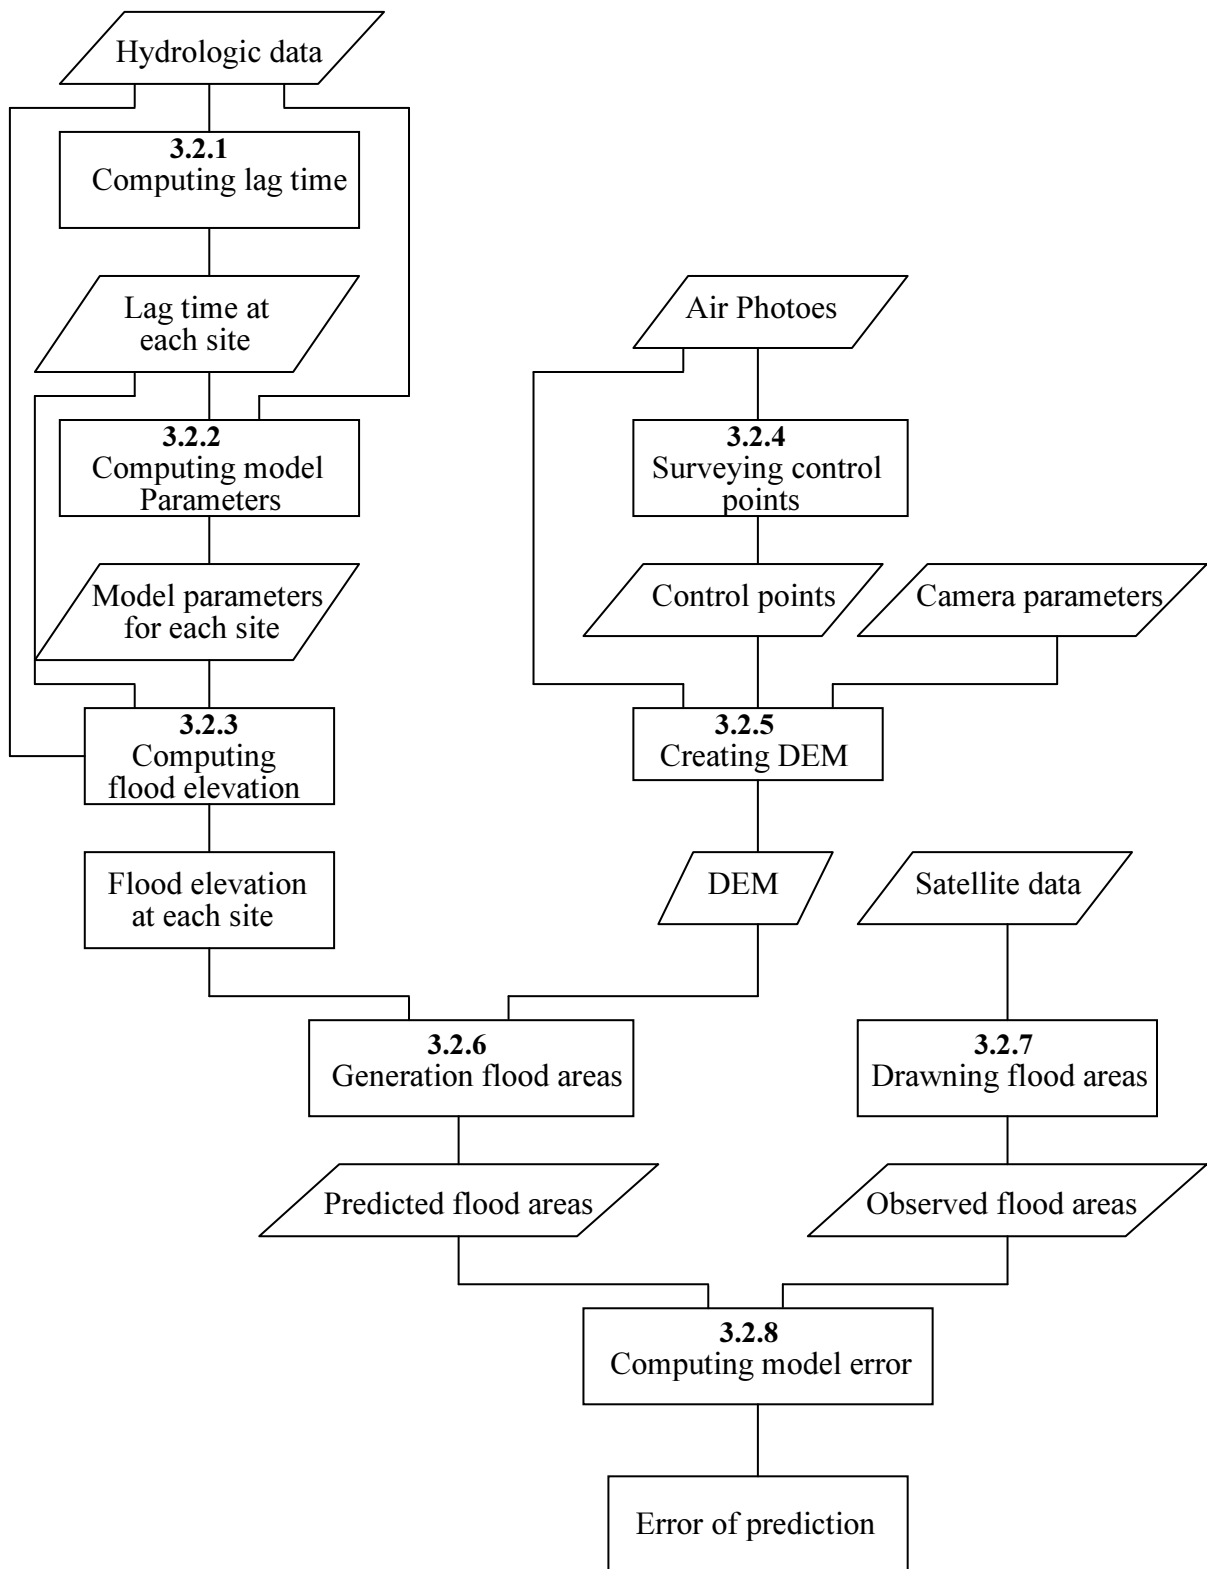 Hydrologic data
3.2.1
Computing lag time
Lag time at
each site
Air Photoes
3.2.2
Computing model
Parameters
3.2.4
Surveying control
points
Model parameters
for each site
Control points
Camera parameters
3.2.3
Computing
flood elevation
3.2.5
Creating DEM
Flood elevation
at each site
DEM
Satellite data
3.2.6
Generation flood areas
3.2.7
Drawning flood areas
Predicted flood areas
Observed flood areas
3.2.8
Computing model error
Error of prediction